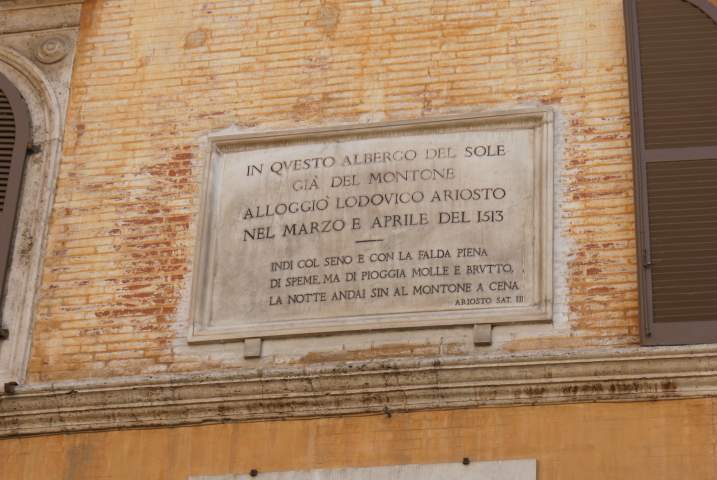 IN QVESTO ALBERGO DEL SOLE
GIÀ DEL MONTONE
ALLOGGIÒ LODOVICO ARIOSTO
NEL MARZO E APRILE DEL 1513
INDI COL SENO E CON LA FALDA PIENA
DI SPEME, MA DI PIOGGIA MOLLE E BRVTTO,
LA NOTTE ANDAI SIN AL MONTONE A CENA
ARIOSTO SAT. III